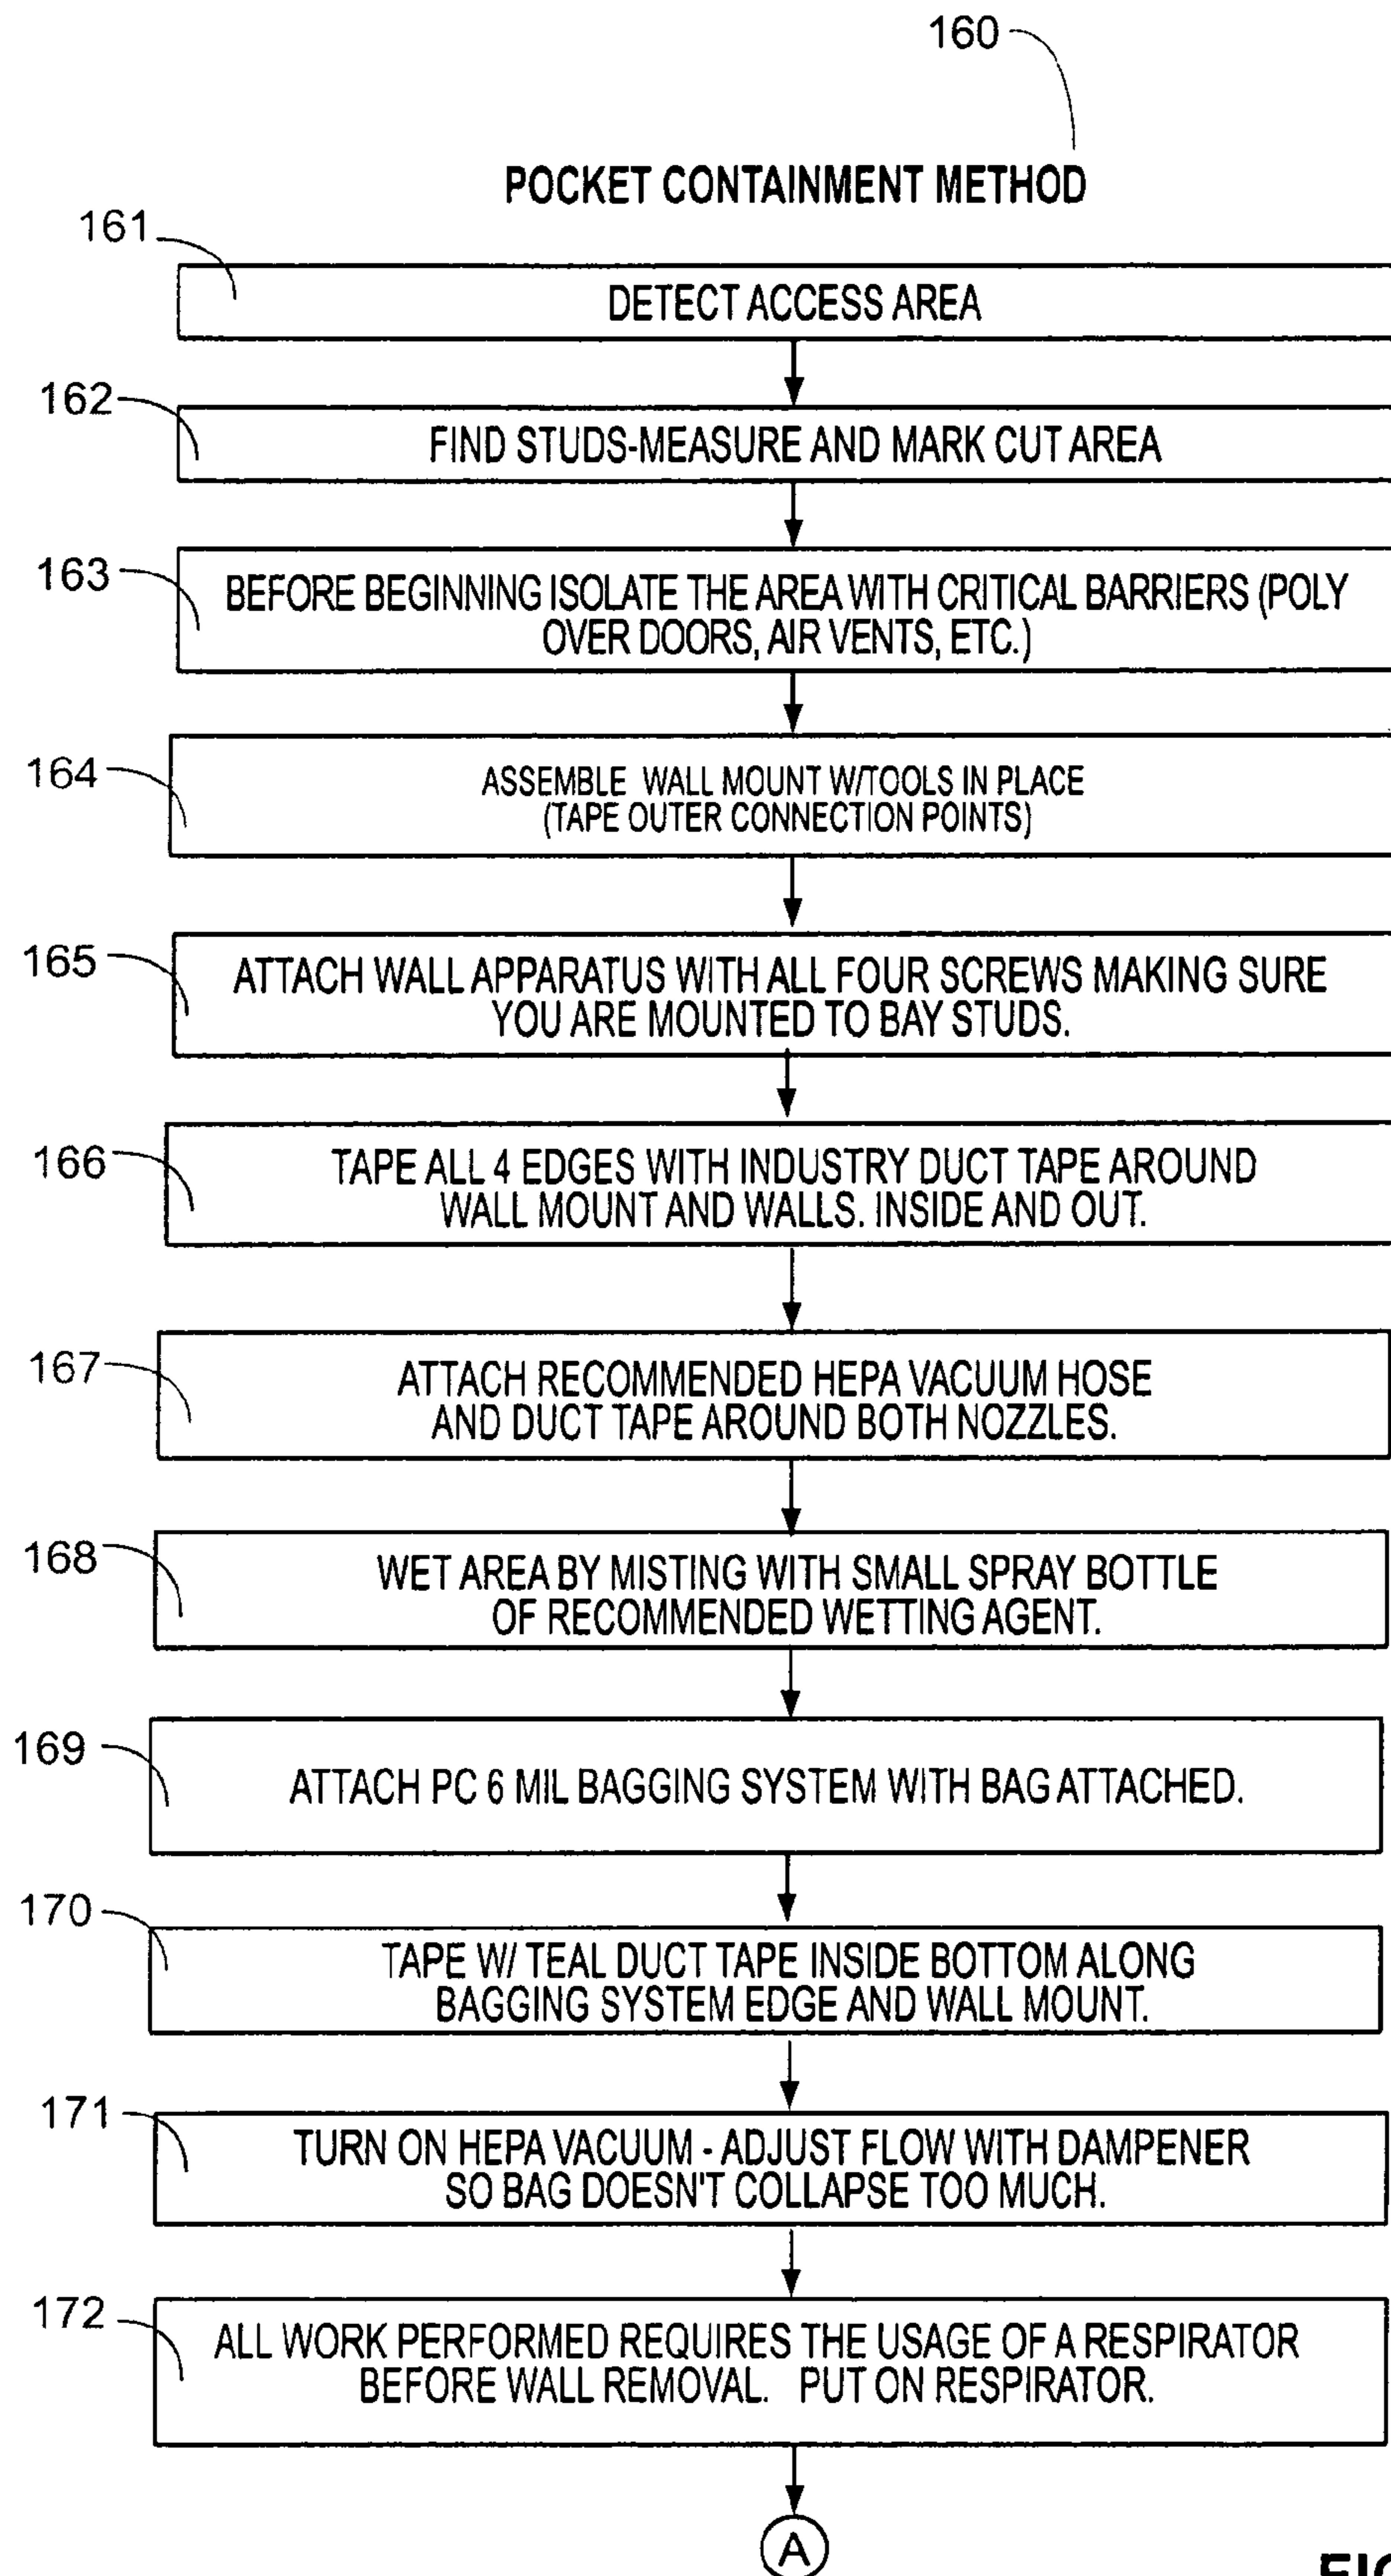 160
POCKET CONTAINMENT METHOD
161
DETECT ACCESS AREA
162
FIND STUDS-MEASURE AND MARK CUT AREA
163
BEFORE BEGINNING ISOLATE THE AREA WITH CRITICAL BARRIERS (POLY
OVER DOORS, AIR VENTS, ETC.)
164
ASSEMBLE WALL MOUNT W/TOOLS IN PLACE
(TAPE OUTER CONNECTION POINTS)
165
ATTACH WALL APPARATUS WITH ALL FOUR SCREWS MAKING SURE
YOU ARE MOUNTED TO BAY STUDS.
166
TAPE ALL 4 EDGES WITH INDUSTRY DUCT TAPE AROUND
WALL MOUNT AND WALLS. INSIDE AND OUT.
167
ATTACH RECOMMENDED HEPA VACUUM HOSE
AND DUCT TAPE AROUND BOTH NOZZLES.
168
WET AREA BY MISTING WITH SMALL SPRAY BOTTLE
OF RECOMMENDED WETTING AGENT.
169
ATTACH PC 6 MIL BAGGING SYSTEM WITH BAG ATTACHED.
170
TAPE W/ TEAL DUCT TAPE INSIDE BOTTOM ALONG
BAGGING SYSTEM EDGE AND WALL MOUNT.
171
TURN ON HEPA VACUUM - ADJUST FLOW WITH DAMPENER
SO BAG DOESN'T COLLAPSE TOO MUCH.
172
ALL WORK PERFORMED REQUIRES THE USAGE OF A RESPIRATOR
BEFORE WALL REMOVAL. PUT ON RESPIRATOR.
A